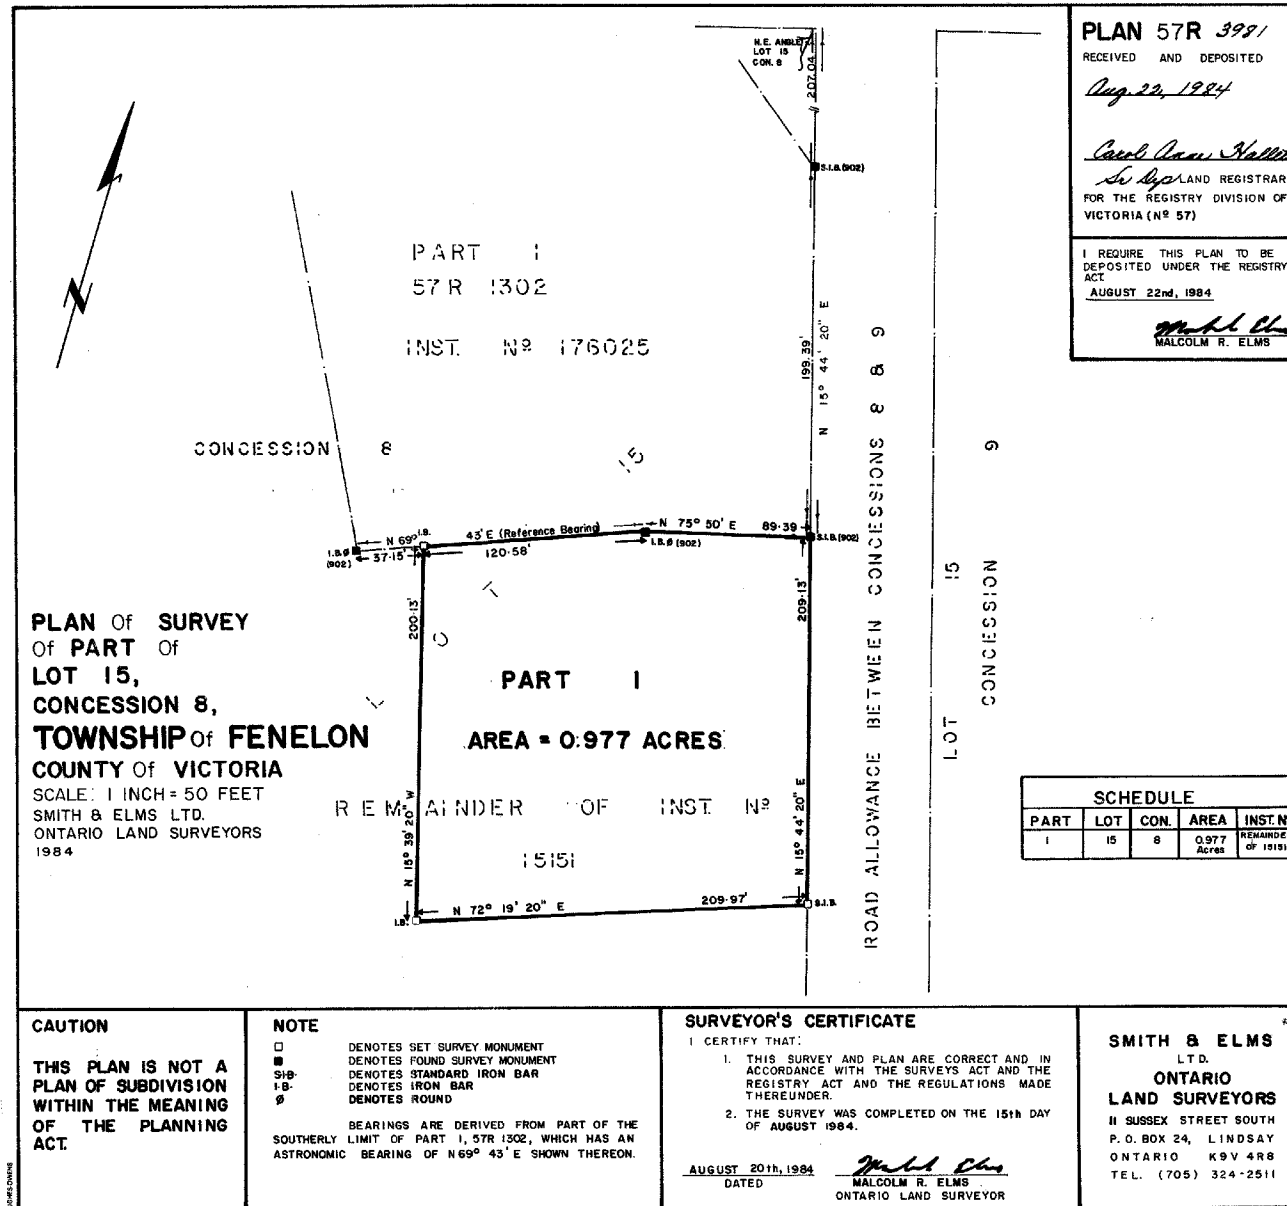 PLAN 57R 3981
RECEIVED AND DEPOSITED
Aug. 22, 1984
Carol Anne
LAND REGISTRAR
FOR THE REGISTRY DIVISION OF
VICTORIA (Nº 57)
I REQUIRE THIS PLAN TO BE
DEPOSITED UNDER THE REGISTRY
ACT.
AUGUST 22nd, 1984
MALCOLM R. ELMS
N.E. ANGLE
LOT 15
CON. 8
207.04
S.I.B.(902)
N
PART 1
57R 1302
INST. Nº 176025
199.39'
N 15° 44' 20" E
CONCESSION 8
15
ROAD ALLOWANCE BETWEEN CONCESSIONS 8 & 9
LOT 15
CONCESSION 9
N 69° 43' E (Reference Bearing)
I.B.
N 75° 50' E
89.39
I.B.Ø
(902)
37.15'
120.58'
I.B.Ø (902)
S.I.B.(902)
200.13'
209.13'
LOT
PLAN Of SURVEY
Of PART Of
LOT 15,
CONCESSION 8,
TOWNSHIP Of FENELON
COUNTY Of VICTORIA
SCALE: 1 INCH = 50 FEET
SMITH & ELMS LTD.
ONTARIO LAND SURVEYORS
1984
PART 1
AREA = 0.977 ACRES
REMAINDER OF INST. Nº
15151
N 15° 39' 20" W
N 15° 44' 20" E
N 72° 19' 20" E
209.97'
I.B.
S.I.B.
SCHEDULE
PART LOT CON. AREA INST. N
1 15 8 0.977 Acres REMAINDE OF 15151
CAUTION
THIS PLAN IS NOT A
PLAN OF SUBDIVISION
WITHIN THE MEANING
OF THE PLANNING
ACT.
NOTE
□ DENOTES SET SURVEY MONUMENT
■ DENOTES FOUND SURVEY MONUMENT
SIB DENOTES STANDARD IRON BAR
I.B. DENOTES IRON BAR
Ø DENOTES ROUND
BEARINGS ARE DERIVED FROM PART OF THE
SOUTHERLY LIMIT OF PART 1, 57R 1302, WHICH HAS AN
ASTRONOMIC BEARING OF N 69° 43' E SHOWN THEREON.
SURVEYOR'S CERTIFICATE
I CERTIFY THAT:
1. THIS SURVEY AND PLAN ARE CORRECT AND IN
ACCORDANCE WITH THE SURVEYS ACT AND THE
REGISTRY ACT AND THE REGULATIONS MADE
THEREUNDER.
2. THE SURVEY WAS COMPLETED ON THE 15th DAY
OF AUGUST 1984.
AUGUST 20th, 1984
DATED
MALCOLM R. ELMS
ONTARIO LAND SURVEYOR
SMITH & ELMS
LTD.
ONTARIO
LAND SURVEYORS
11 SUSSEX STREET SOUTH
P.O. BOX 24, LINDSAY
ONTARIO K9V 4R8
TEL. (705) 324-2511